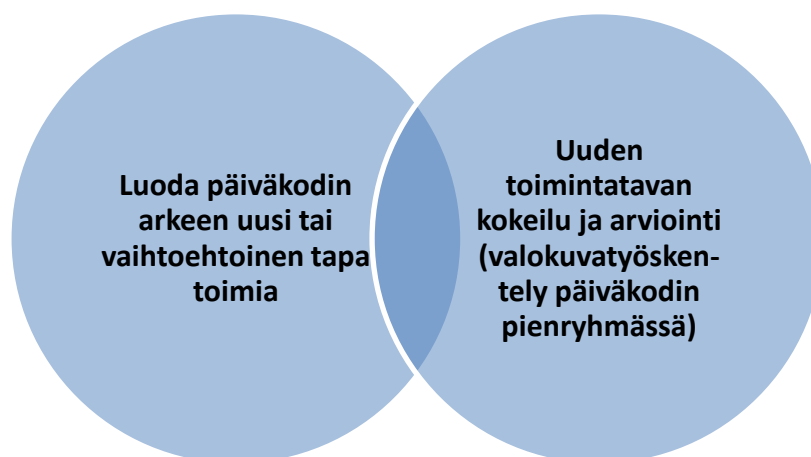 Luoda päiväkodin
arkeen uusi tai
vaihtoehtoinen tapa
toimia
Uuden
toimintatavan
kokeilu ja arviointi
(valokuvatyösken-
tely päiväkodin
pienryhmässä)